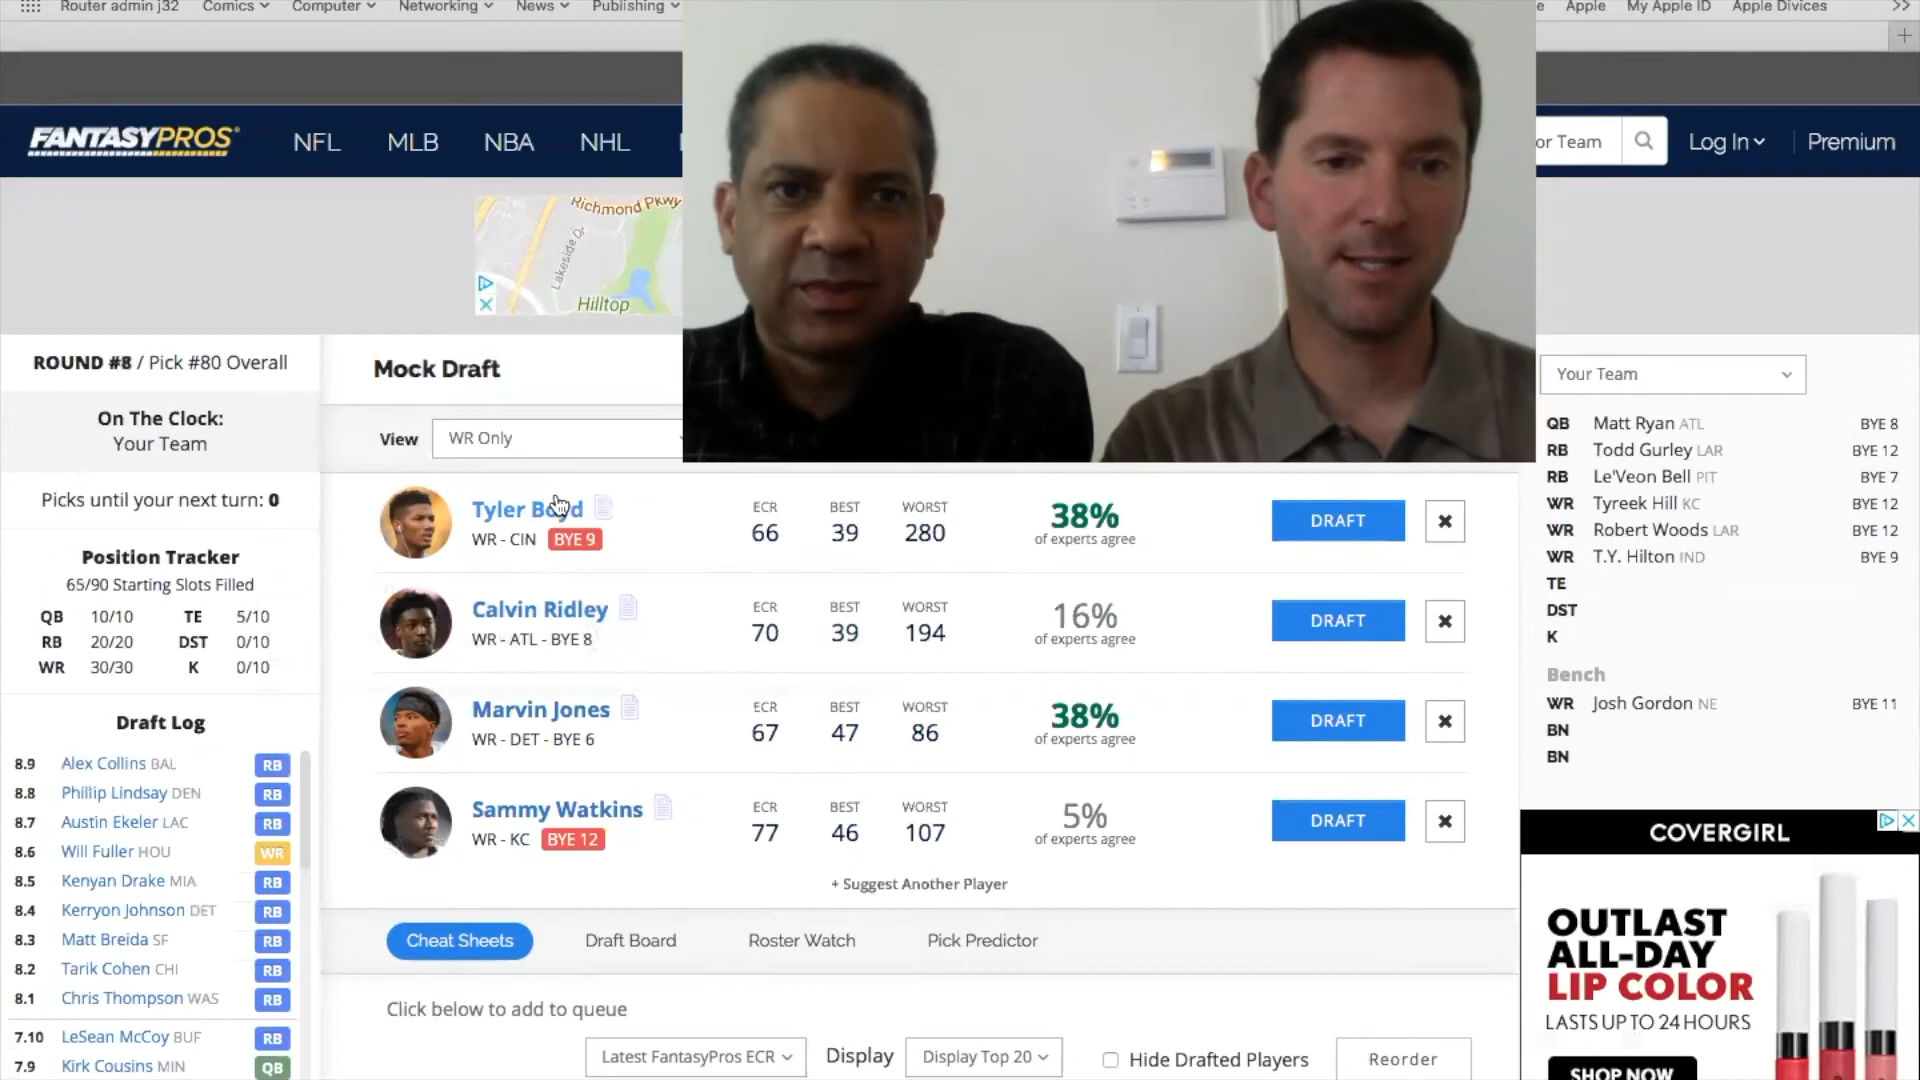 Router admin j32 Comics Computer Networking News Publishing
Apple My Apple ID Apple Divices
FANTASYPROS NFL MLB NBA NHL
or Team Log In Premium
Richmond Pkwy
Lakeside D
Hilltop
ROUND #8 / Pick #80 Overall
On The Clock:
Your Team
Picks until your next turn: 0
Position Tracker
65/90 Starting Slots Filled
QB 10/10 TE 5/10
RB 20/20 DST 0/10
WR 30/30 K 0/10
Draft Log
8.9 Alex Collins BAL RB
8.8 Phillip Lindsay DEN RB
8.7 Austin Ekeler LAC RB
8.6 Will Fuller HOU WR
8.5 Kenyan Drake MIA RB
8.4 Kerryon Johnson DET RB
8.3 Matt Breida SF RB
8.2 Tarik Cohen CHI RB
8.1 Chris Thompson WAS RB
7.10 LeSean McCoy BUF RB
7.9 Kirk Cousins MIN QB
Mock Draft
View WR Only
Tyler Boyd
WR - CIN BYE 9
ECR BEST WORST
66 39 280
38%
of experts agree
DRAFT
Calvin Ridley
WR - ATL - BYE 8
ECR BEST WORST
70 39 194
16%
of experts agree
DRAFT
Marvin Jones
WR - DET - BYE 6
ECR BEST WORST
67 47 86
38%
of experts agree
DRAFT
Sammy Watkins
WR - KC BYE 12
ECR BEST WORST
77 46 107
5%
of experts agree
DRAFT
+ Suggest Another Player
Cheat Sheets Draft Board Roster Watch Pick Predictor
Click below to add to queue
Latest FantasyPros ECR Display Display Top 20 Hide Drafted Players Reorder
Your Team
QB Matt Ryan ATL BYE 8
RB Todd Gurley LAR BYE 12
RB Le'Veon Bell PIT BYE 7
WR Tyreek Hill KC BYE 12
WR Robert Woods LAR BYE 12
WR T.Y. Hilton IND BYE 9
TE
DST
K
Bench
WR Josh Gordon NE BYE 11
BN
BN
COVERGIRL
OUTLAST
ALL-DAY
LIP COLOR
LASTS UP TO 24 HOURS
SHOP NOW